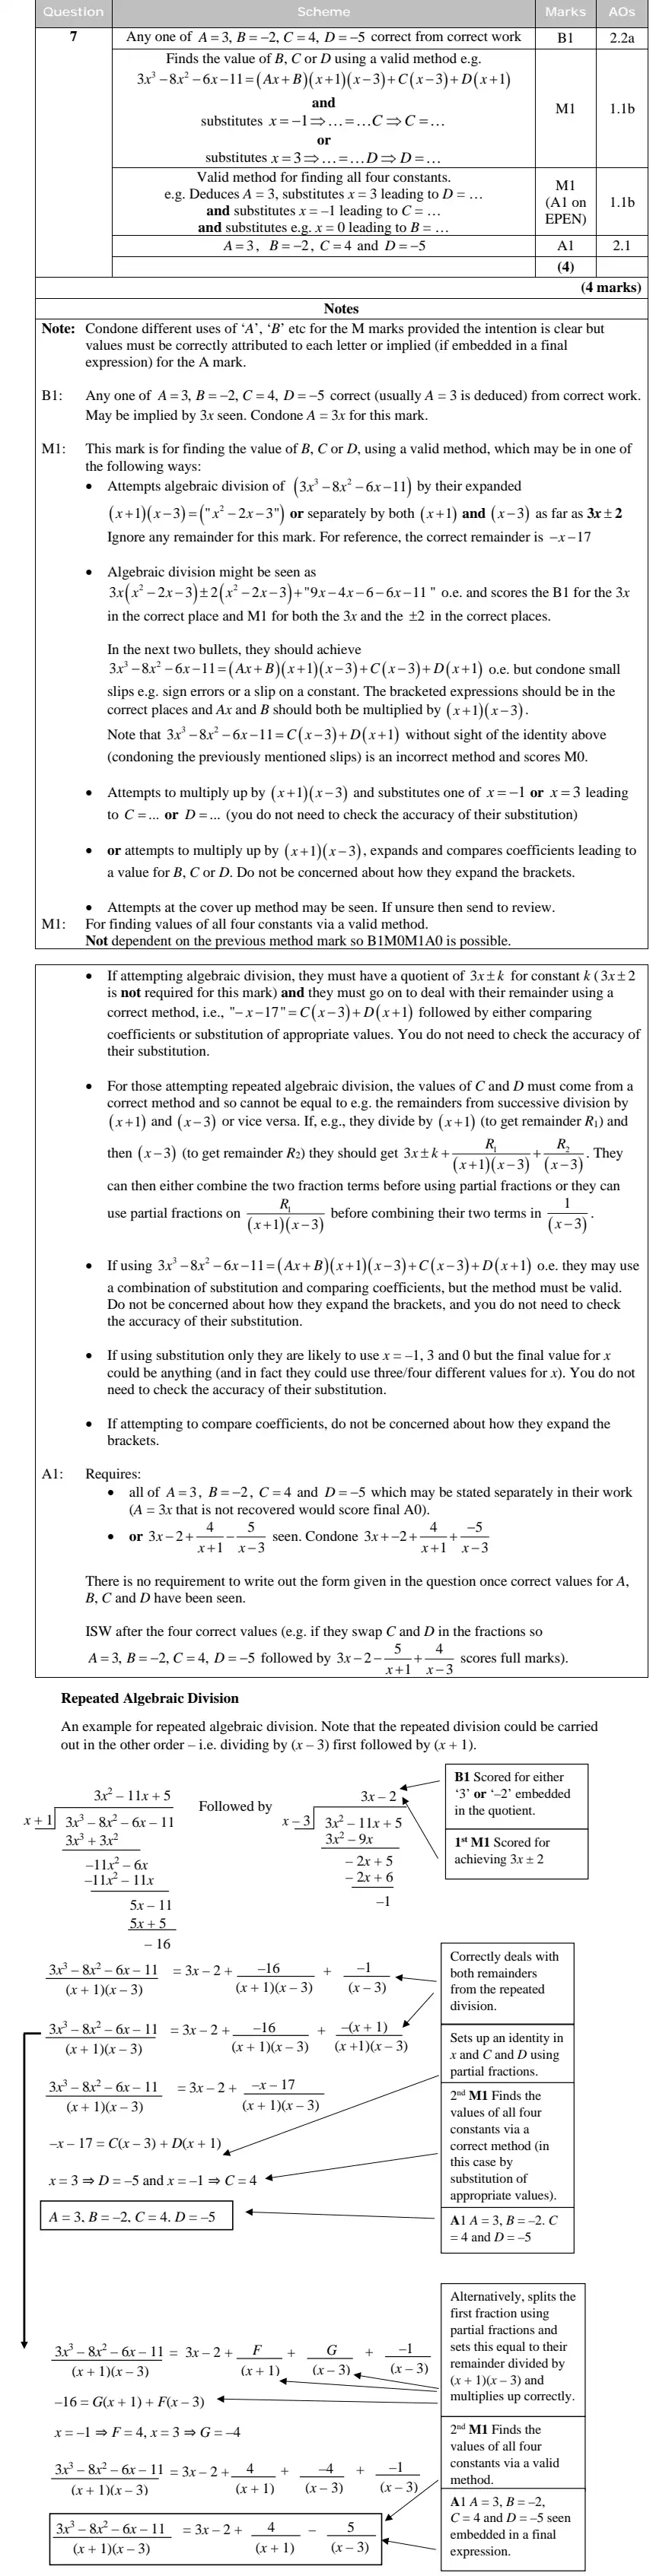 Question Scheme Marks AOs
7 Any one of A = 3, B = −2, C = 4, D = −5 correct from correct work B1 2.2a
Finds the value of B, C or D using a valid method e.g.
3x³ − 8x² − 6x − 11 = (Ax + B)(x + 1)(x − 3) + C(x − 3) + D(x + 1)
and
substitutes x = −1 ⇒ ... = ...C ⇒ C = ...
or
substitutes x = 3 ⇒ ... = ...D ⇒ D = ...
M1 1.1b
Valid method for finding all four constants.
e.g. Deduces A = 3, substitutes x = 3 leading to D = …
and substitutes x = –1 leading to C = …
and substitutes e.g. x = 0 leading to B = …
M1
(A1 on
EPEN)
1.1b
A = 3, B = −2, C = 4 and D = −5 A1 2.1
(4)
(4 marks)
Notes
Note: Condone different uses of ‘A’, ‘B’ etc for the M marks provided the intention is clear but
values must be correctly attributed to each letter or implied (if embedded in a final
expression) for the A mark.
B1: Any one of A = 3, B = −2, C = 4, D = −5 correct (usually A = 3 is deduced) from correct work.
May be implied by 3x seen. Condone A = 3x for this mark.
M1: This mark is for finding the value of B, C or D, using a valid method, which may be in one of
the following ways:
• Attempts algebraic division of (3x³ − 8x² − 6x − 11) by their expanded
(x + 1)(x − 3) = ("x² − 2x − 3") or separately by both (x + 1) and (x − 3) as far as 3x ± 2
Ignore any remainder for this mark. For reference, the correct remainder is −x − 17
• Algebraic division might be seen as
3x(x² − 2x − 3) ± 2(x² − 2x − 3) + "9x − 4x − 6 − 6x − 11" o.e. and scores the B1 for the 3x
in the correct place and M1 for both the 3x and the ±2 in the correct places.
In the next two bullets, they should achieve
3x³ − 8x² − 6x − 11 = (Ax + B)(x + 1)(x − 3) + C(x − 3) + D(x + 1) o.e. but condone small
slips e.g. sign errors or a slip on a constant. The bracketed expressions should be in the
correct places and Ax and B should both be multiplied by (x + 1)(x − 3).
Note that 3x³ − 8x² − 6x − 11 = C(x − 3) + D(x + 1) without sight of the identity above
(condoning the previously mentioned slips) is an incorrect method and scores M0.
• Attempts to multiply up by (x + 1)(x − 3) and substitutes one of x = −1 or x = 3 leading
to C = ... or D = ... (you do not need to check the accuracy of their substitution)
• or attempts to multiply up by (x + 1)(x − 3), expands and compares coefficients leading to
a value for B, C or D. Do not be concerned about how they expand the brackets.
• Attempts at the cover up method may be seen. If unsure then send to review.
M1: For finding values of all four constants via a valid method.
Not dependent on the previous method mark so B1M0M1A0 is possible.
• If attempting algebraic division, they must have a quotient of 3x ± k for constant k (3x ± 2
is not required for this mark) and they must go on to deal with their remainder using a
correct method, i.e., "− x − 17" = C(x − 3) + D(x + 1) followed by either comparing
coefficients or substitution of appropriate values. You do not need to check the accuracy of
their substitution.
• For those attempting repeated algebraic division, the values of C and D must come from a
correct method and so cannot be equal to e.g. the remainders from successive division by
(x + 1) and (x − 3) or vice versa. If, e.g., they divide by (x + 1) (to get remainder R₁) and
then (x − 3) (to get remainder R₂) they should get 3x ± k + R₁/((x + 1)(x − 3)) + R₂/(x − 3). They
can then either combine the two fraction terms before using partial fractions or they can
use partial fractions on R₁/((x + 1)(x − 3)) before combining their two terms in 1/(x − 3).
• If using 3x³ − 8x² − 6x − 11 = (Ax + B)(x + 1)(x − 3) + C(x − 3) + D(x + 1) o.e. they may use
a combination of substitution and comparing coefficients, but the method must be valid.
Do not be concerned about how they expand the brackets, and you do not need to check
the accuracy of their substitution.
• If using substitution only they are likely to use x = –1, 3 and 0 but the final value for x
could be anything (and in fact they could use three/four different values for x). You do not
need to check the accuracy of their substitution.
• If attempting to compare coefficients, do not be concerned about how they expand the
brackets.
A1: Requires:
• all of A = 3, B = −2, C = 4 and D = −5 which may be stated separately in their work
(A = 3x that is not recovered would score final A0).
• or 3x − 2 + 4/(x + 1) − 5/(x − 3) seen. Condone 3x + −2 + 4/(x + 1) + −5/(x − 3)
There is no requirement to write out the form given in the question once correct values for A,
B, C and D have been seen.
ISW after the four correct values (e.g. if they swap C and D in the fractions so
A = 3, B = −2, C = 4, D = −5 followed by 3x − 2 − 5/(x + 1) + 4/(x − 3) scores full marks).
Repeated Algebraic Division
An example for repeated algebraic division. Note that the repeated division could be carried
out in the other order – i.e. dividing by (x – 3) first followed by (x + 1).
3x² – 11x + 5
x + 1 3x³ – 8x² – 6x – 11
3x³ + 3x²
–11x² – 6x
–11x² – 11x
5x – 11
5x + 5
– 16
Followed by
3x – 2
x – 3 3x² – 11x + 5
3x² – 9x
– 2x + 5
– 2x + 6
–1
B1 Scored for either
‘3’ or ‘–2’ embedded
in the quotient.
1st M1 Scored for
achieving 3x ± 2
(3x³ – 8x² – 6x – 11)/((x + 1)(x – 3)) = 3x – 2 + –16/((x + 1)(x – 3)) + –1/(x – 3)
Correctly deals with
both remainders
from the repeated
division.
(3x³ – 8x² – 6x – 11)/((x + 1)(x – 3)) = 3x – 2 + –16/((x + 1)(x – 3)) + –(x + 1)/((x +1)(x – 3))
Sets up an identity in
x and C and D using
partial fractions.
(3x³ – 8x² – 6x – 11)/((x + 1)(x – 3)) = 3x – 2 + (–x – 17)/((x + 1)(x – 3))
–x – 17 = C(x – 3) + D(x + 1)
x = 3 ⇒ D = –5 and x = –1 ⇒ C = 4
2nd M1 Finds the
values of all four
constants via a
correct method (in
this case by
substitution of
appropriate values).
A = 3, B = –2, C = 4. D = –5
A1 A = 3, B = –2. C
= 4 and D = –5
Alternatively, splits the
first fraction using
partial fractions and
sets this equal to their
remainder divided by
(x + 1)(x – 3) and
multiplies up correctly.
(3x³ – 8x² – 6x – 11)/((x + 1)(x – 3)) = 3x – 2 + F/(x + 1) + G/(x – 3) + –1/(x – 3)
–16 = G(x + 1) + F(x – 3)
x = –1 ⇒ F = 4, x = 3 ⇒ G = –4
2nd M1 Finds the
values of all four
constants via a valid
method.
(3x³ – 8x² – 6x – 11)/((x + 1)(x – 3)) = 3x – 2 + 4/(x + 1) + –4/(x – 3) + –1/(x – 3)
A1 A = 3, B = –2,
C = 4 and D = –5 seen
embedded in a final
expression.
(3x³ – 8x² – 6x – 11)/((x + 1)(x – 3)) = 3x – 2 + 4/(x + 1) – 5/(x – 3)